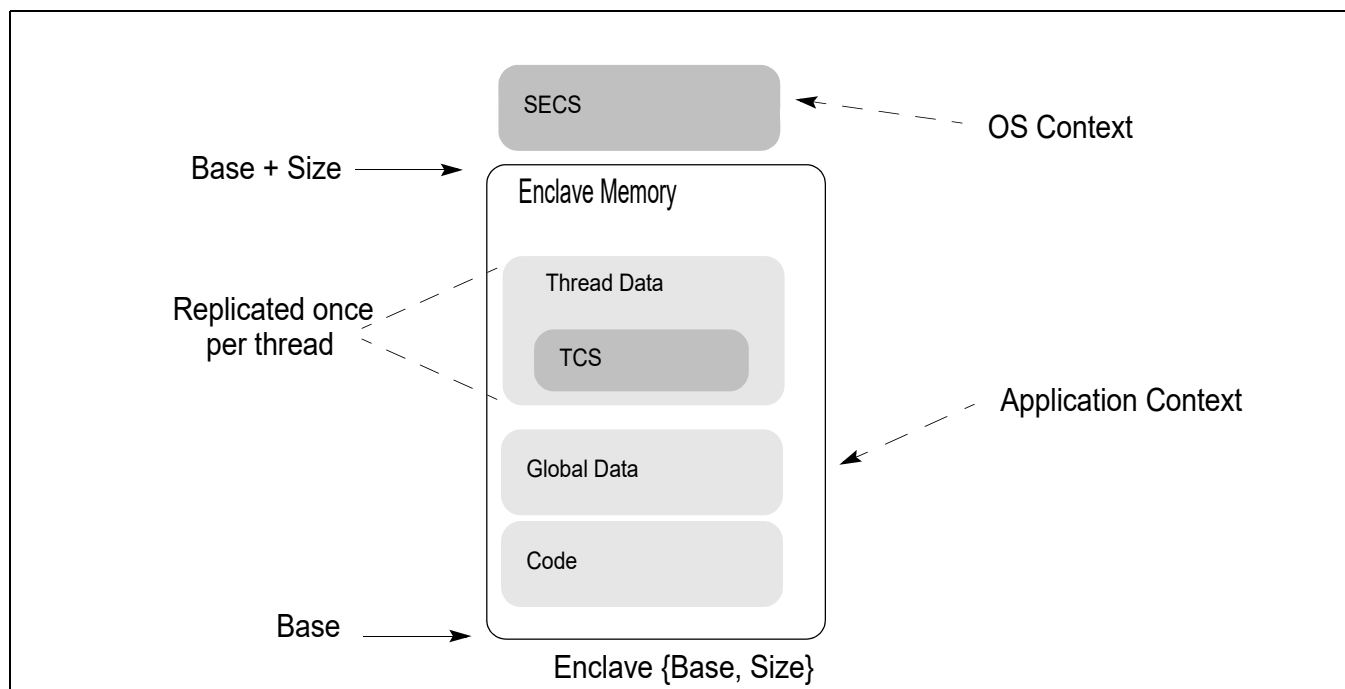 SECS
OS Context
Base + Size
Enclave Memory
Thread Data
Replicated once
per thread
TCS
Application Context
Global Data
Code
Base
Enclave {Base, Size}